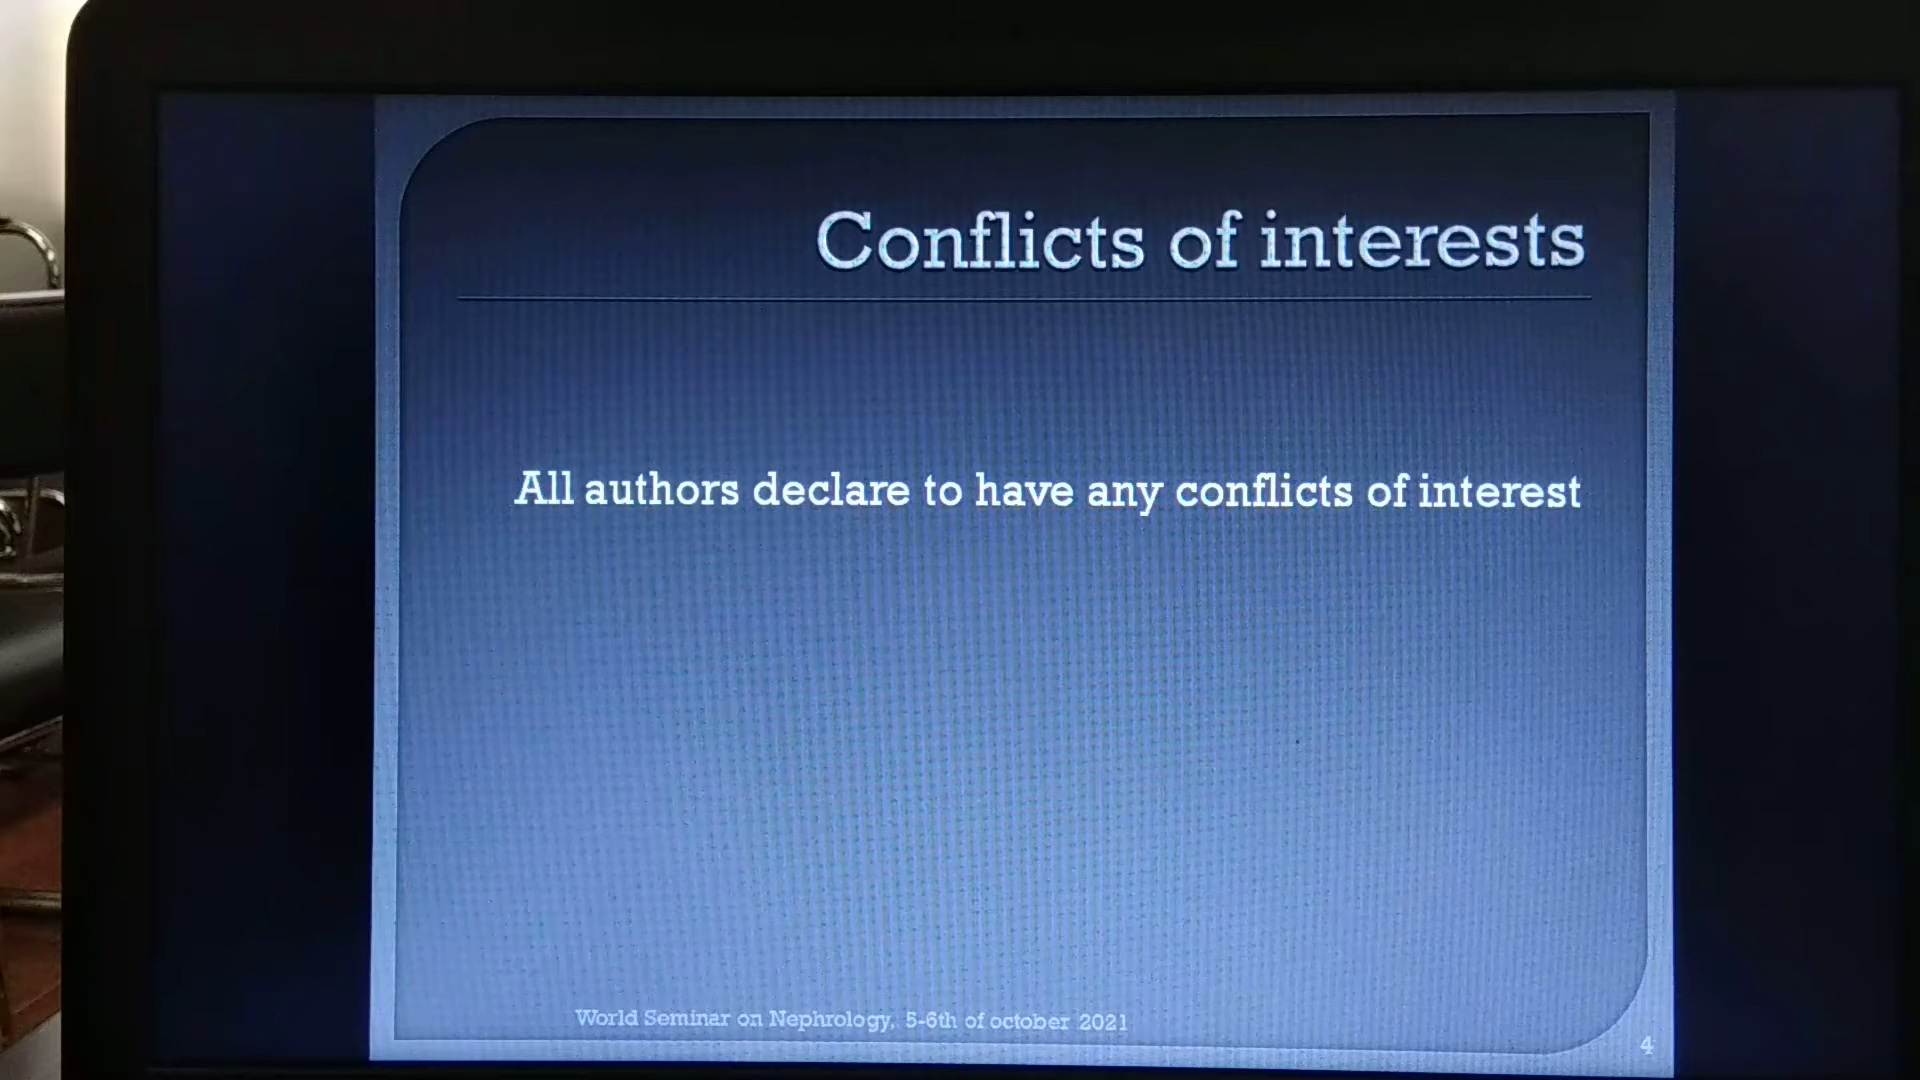 Conflicts of interests
All authors declare to have any conflicts of interest
World Seminar on Nephrology, 5-6th of october 2021
4